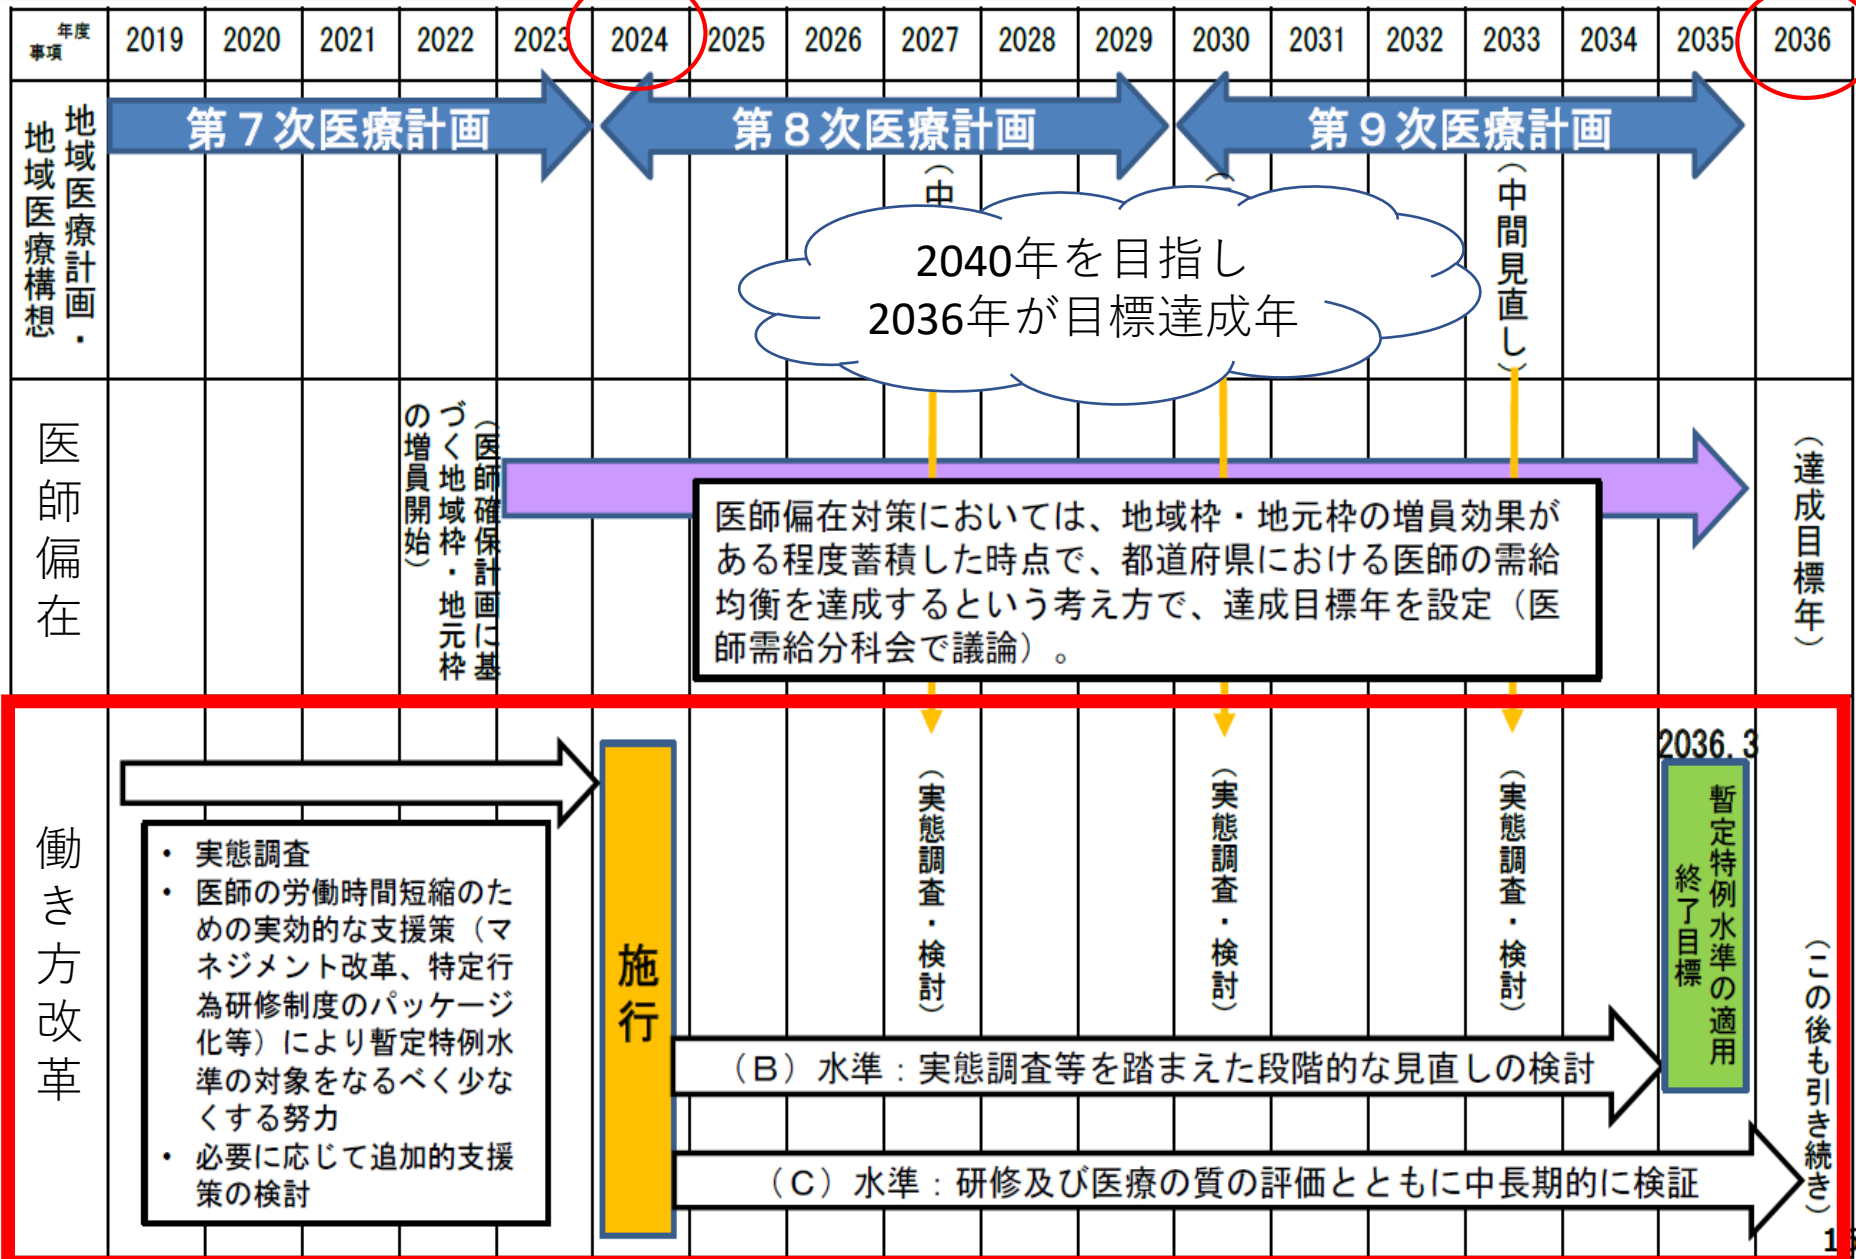 年度
事項
2019 2020 2021 2022 2023 2024 2025 2026 2027 2028 2029 2030 2031 2032 2033 2034 2035 2036
地域医療計画・
地域医療構想
第7次医療計画
第8次医療計画
第9次医療計画
（中
（中間見直し）
2040年を目指し
2036年が目標達成年
医師偏在
（医師確保計画に基
づく地域枠・地元枠
の増員開始）
医師偏在対策においては、地域枠・地元枠の増員効果が
ある程度蓄積した時点で、都道府県における医師の需給
均衡を達成するという考え方で、達成目標年を設定（医
師需給分科会で議論）。
（達成目標年）
働き方改革
• 実態調査
• 医師の労働時間短縮のた
めの実効的な支援策（マ
ネジメント改革、特定行
為研修制度のパッケージ
化等）により暫定特例水
準の対象をなるべく少な
くする努力
• 必要に応じて追加的支援
策の検討
施行
（実態調査・検討）
（実態調査・検討）
（実態調査・検討）
2036.3
暫定特例水準の適用
終了目標
（B）水準：実態調査等を踏まえた段階的な見直しの検討
（C）水準：研修及び医療の質の評価とともに中長期的に検証
（この後も引き続き）